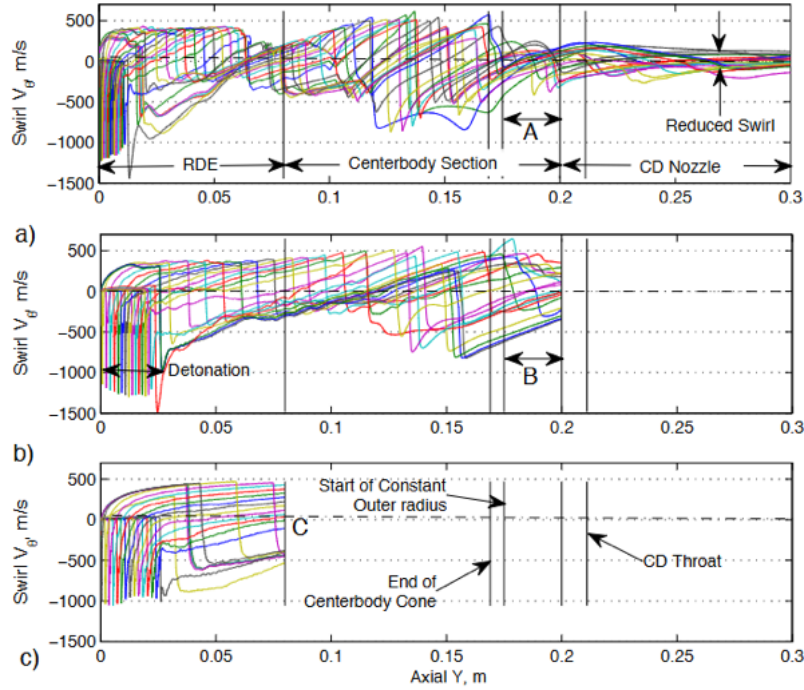 500
0
−500
−1000
−1500
Swirl V_θ' m/s
RDE
Centerbody Section
A
CD Nozzle
Reduced Swirl
0
0.05
0.1
0.15
0.2
0.25
0.3
a)
500
0
−500
−1000
−1500
Swirl V_θ' m/s
Detonation
B
0
0.05
0.1
0.15
0.2
0.25
0.3
b)
500
0
−500
−1000
−1500
Swirl V_θ' m/s
C
Start of Constant
Outer radius
End of
Centerbody Cone
CD Throat
0
0.05
0.1
0.15
0.2
0.25
0.3
c)
Axial Y, m